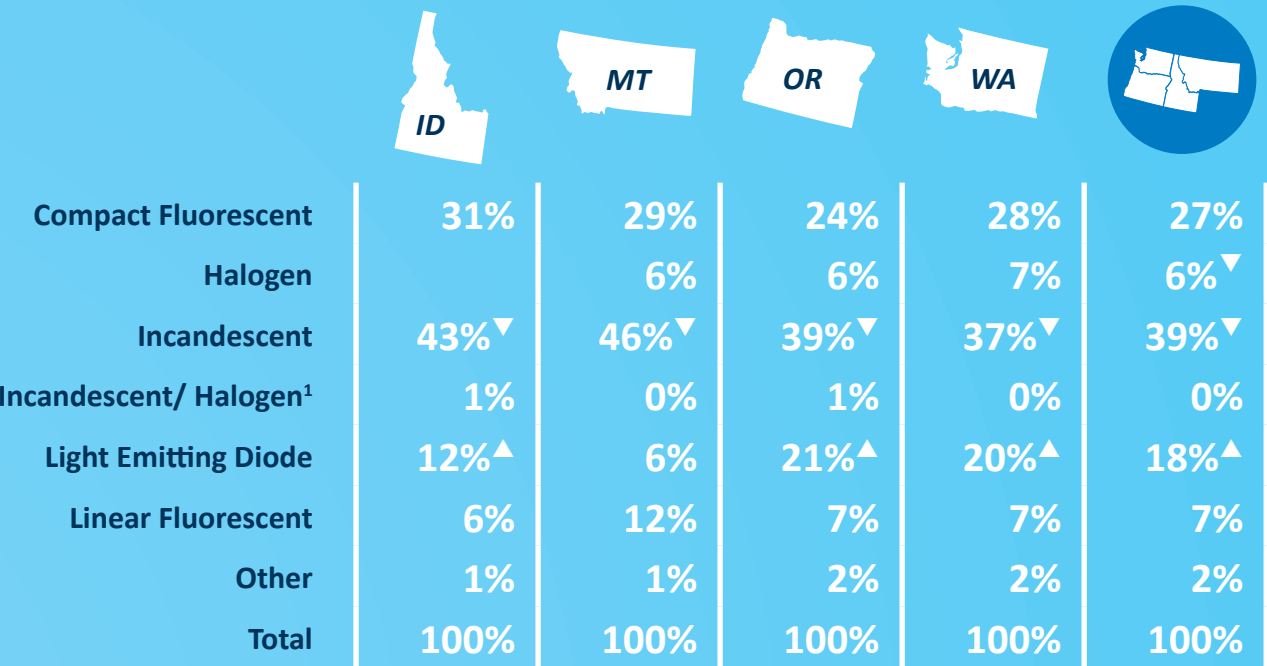 ID MT OR WA
Compact Fluorescent 31% 29% 24% 28% 27%
Halogen 6% 6% 7% 6%▼
Incandescent 43%▼ 46%▼ 39%▼ 37%▼ 39%▼
Incandescent/ Halogen¹ 1% 0% 1% 0% 0%
Light Emitting Diode 12%▲ 6% 21%▲ 20%▲ 18%▲
Linear Fluorescent 6% 12% 7% 7% 7%
Other 1% 1% 2% 2% 2%
Total 100% 100% 100% 100% 100%